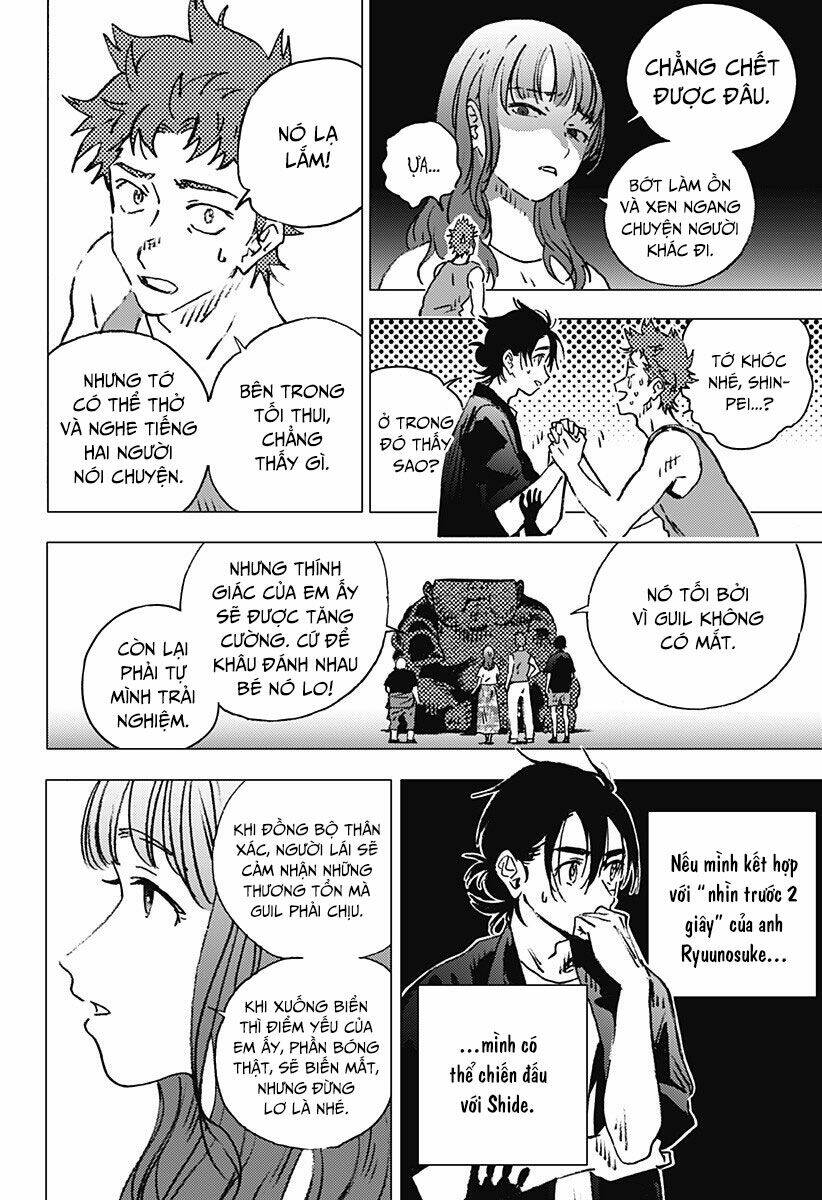 CHẲNG CHẾT
ĐƯỢC ĐÂU.
BỚT LÀM ỒN
VÀ XEN NGANG
CHUYỆN NGƯỜI
KHÁC ĐI.
ỰA...
NÓ LẠ
LẮM!
BÊN TRONG
TỐI THUI,
CHẲNG
THẤY GÌ.
NHƯNG TỚ
CÓ THỂ THỞ
VÀ NGHE TIẾNG
HAI NGƯỜI
NÓI CHUYỆN.
TỚ KHÓC
NHÉ, SHIN-
PEI...?
Ở TRONG
ĐÓ THẤY
SAO?
NÓ TỐI BỞI
VÌ GUIL KHÔNG
CÓ MẮT.
NHƯNG THÍNH
GIÁC CỦA EM ẤY
SẼ ĐƯỢC TĂNG
CƯỜNG. CỨ ĐỂ
KHÂU ĐÁNH NHAU
BÉ NÓ LO!
CÒN LẠI
PHẢI TỰ
MÌNH TRẢI
NGHIỆM.
Nếu mình kết hợp
với “nhìn trước 2
giây” của anh
Ryuunosuke...
...mình có
thể chiến đấu
với Shide.
KHI ĐỒNG BỘ THÂN
XÁC, NGƯỜI LÁI SẼ
CẢM NHẬN NHỮNG
THƯƠNG TỔN MÀ
GUIL PHẢI CHỊU.
KHI XUỐNG BIỂN
THÌ ĐIỂM YẾU CỦA
EM ẤY, PHẦN BÓNG
THẬT, SẼ BIẾN MẤT,
NHƯNG ĐỪNG
LƠ LÀ NHÉ.